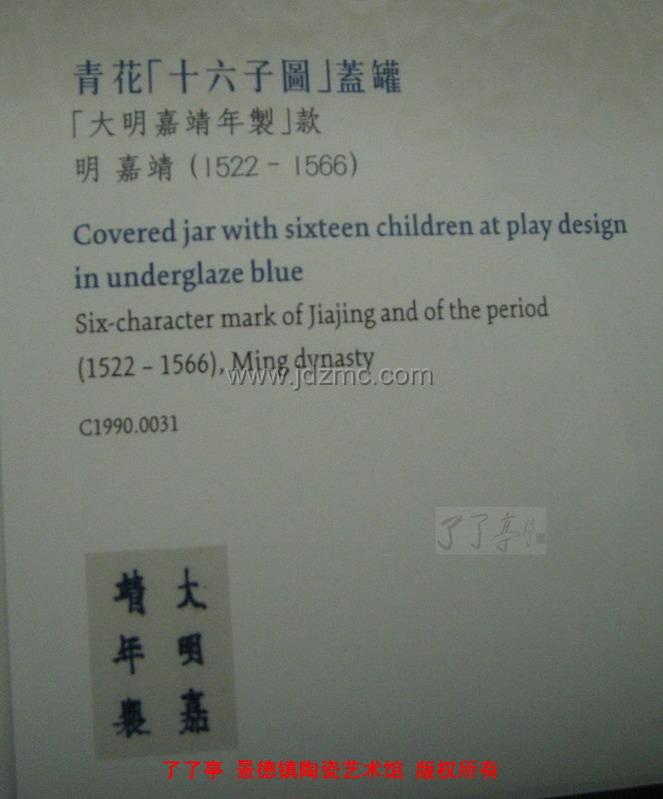 青花「十六子圖」蓋罐
「大明嘉靖年製」款
明 嘉靖 (1522 - 1566)
Covered jar with sixteen children at play design
in underglaze blue
Six-character mark of Jiajing and of the period
(1522 – 1566), Ming dynasty
www.jdzmc.com
C1990.0031
了了亭
大明嘉
靖年製
了了亭 景德镇陶瓷艺术馆 版权所有